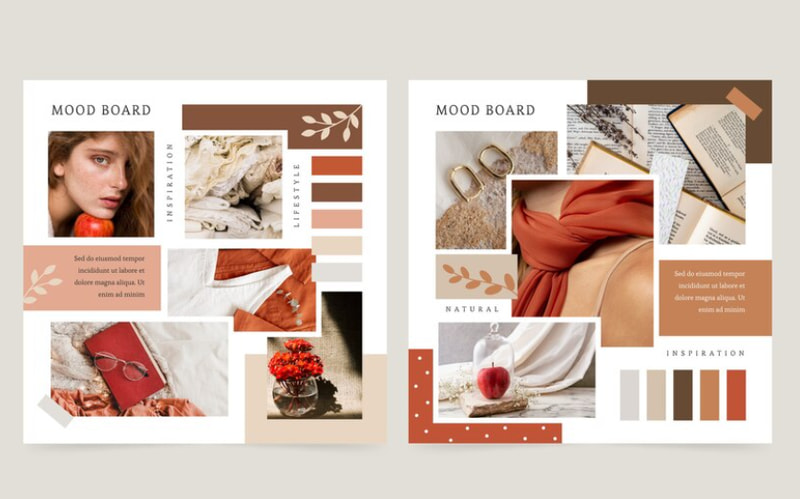 MOOD BOARD
INSPIRATION
LIFESTYLE
Sed do eiusmod tempor
incididunt ut labore et
dolore magna aliqua. Ut
enim ad minim
MOOD BOARD
NATURAL
Sed do eiusmod tempor
incididunt ut labore et
dolore magna aliqua. Ut
enim ad minim
INSPIRATION